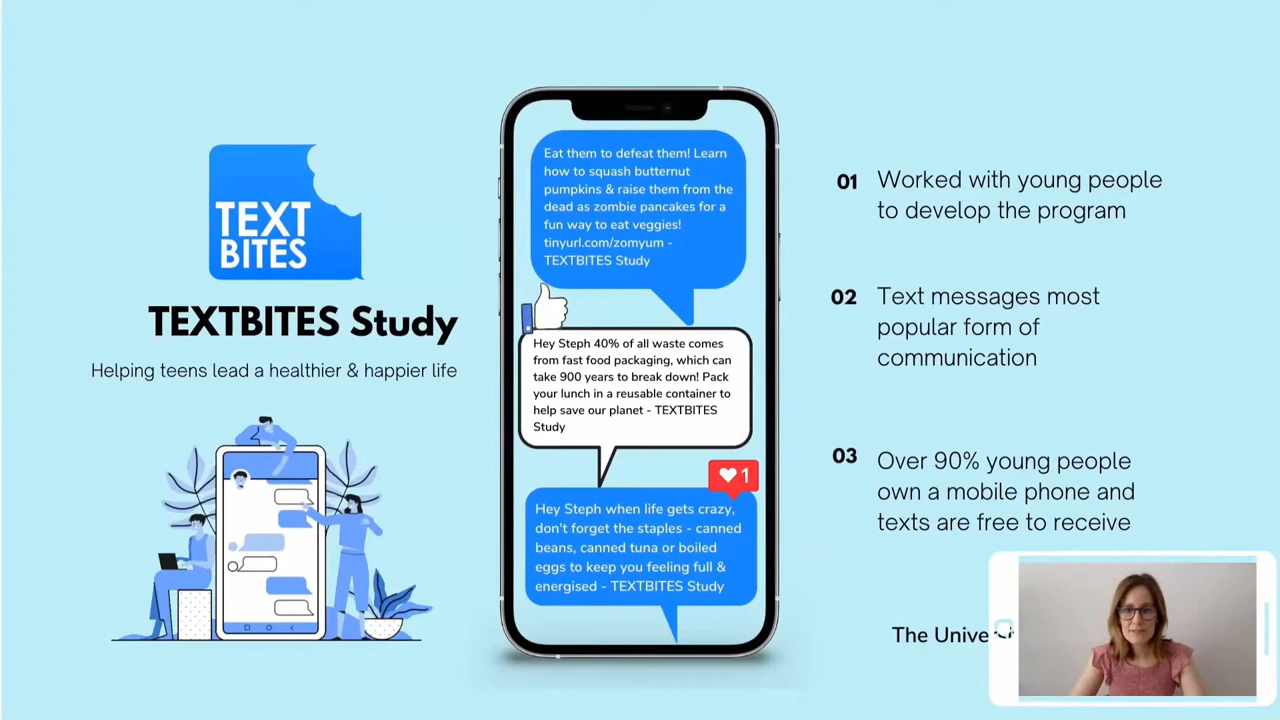 TEXT
BITES
TEXTBITES Study
Helping teens lead a healthier & happier life
Eat them to defeat them! Learn
how to squash butternut
pumpkins & raise them from the
dead as zombie pancakes for a
fun way to eat veggies!
tinyurl.com/zomyum -
TEXTBITES Study
Hey Steph 40% of all waste comes
from fast food packaging, which can
take 900 years to break down! Pack
your lunch in a reusable container to
help save our planet - TEXTBITES
Study
1
Hey Steph when life gets crazy,
don't forget the staples - canned
beans, canned tuna or boiled
eggs to keep you feeling full &
energised - TEXTBITES Study
01 Worked with young people
to develop the program
02 Text messages most
popular form of
communication
03 Over 90% young people
own a mobile phone and
texts are free to receive
The